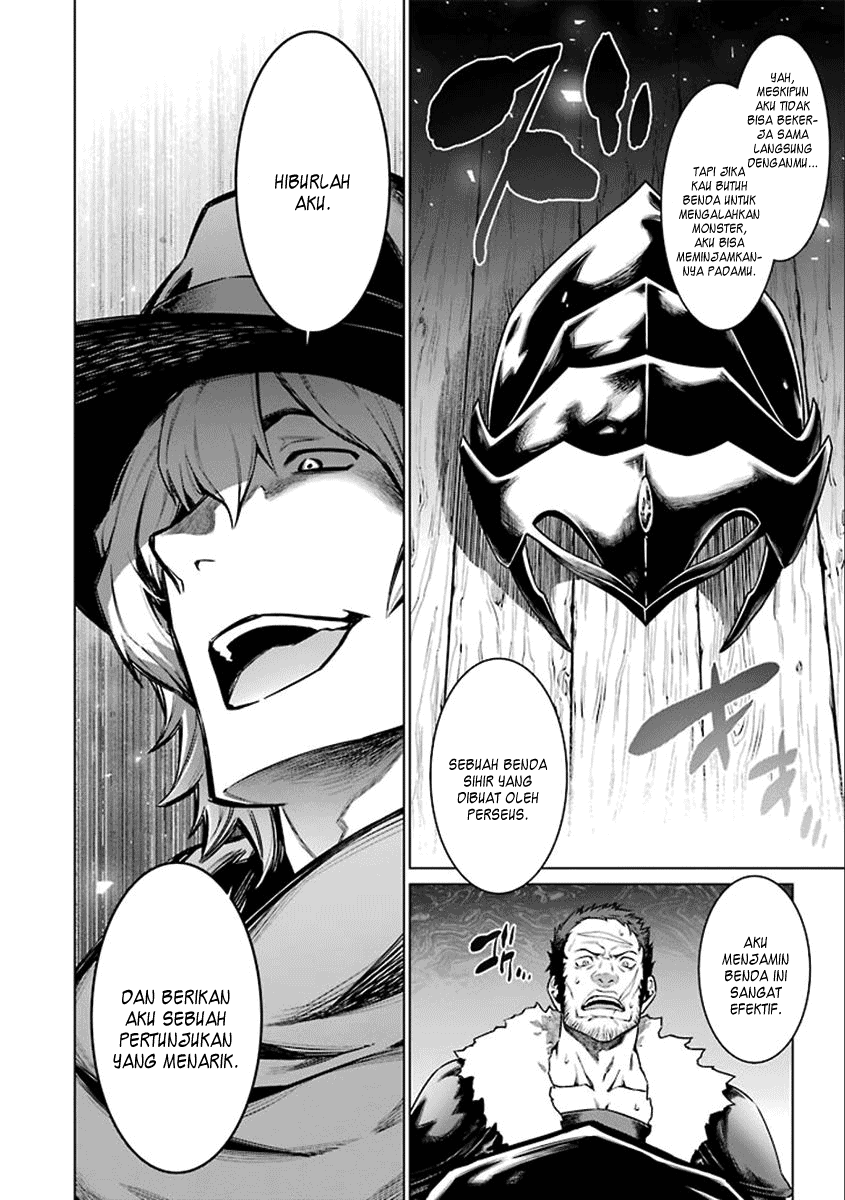 YAH,
MESKIPUN
AKU TIDAK
BISA BEKER-
JA SAMA
LANGSUNG
DENGANMU...
TAPI JIKA
KAU BUTUH
BENDA UNTUK
MENGALAHKAN
MONSTER,
AKU BISA
MEMINJAMKAN-
NYA PADAMU.
SEBUAH BENDA
SIHIR YANG
DIBUAT OLEH
PERSEUS.
AKU
MENJAMIN
BENDA INI
SANGAT
EFEKTIF.
HIBURLAH
AKU.
DAN BERIKAN
AKU SEBUAH
PERTUNJUKAN
YANG MENARIK.